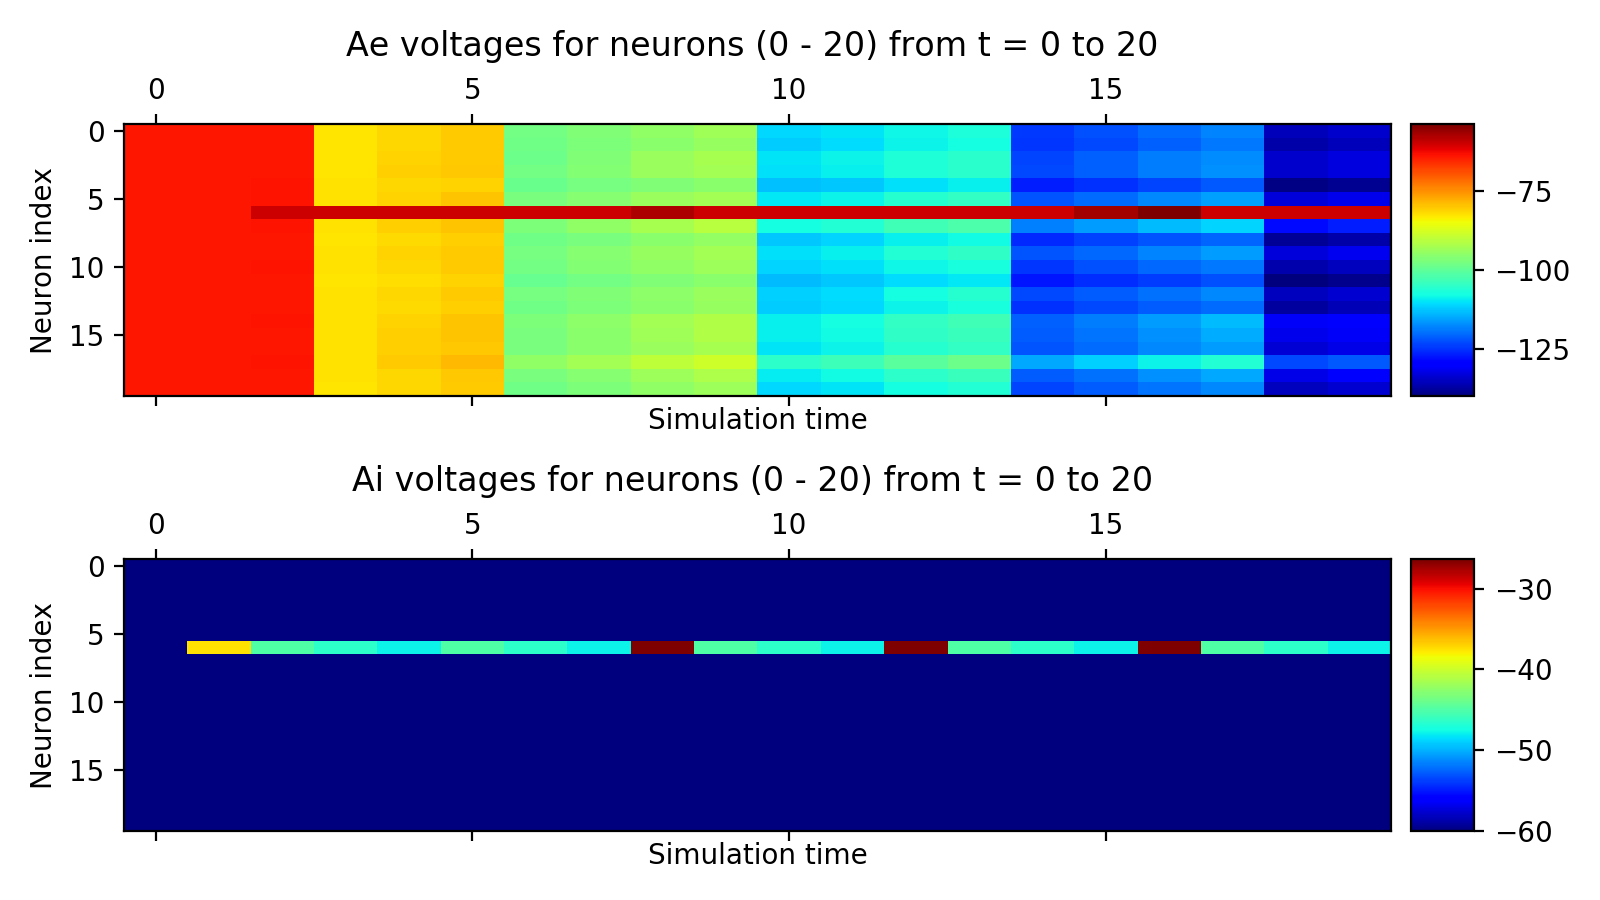 Ae voltages for neurons (0 - 20) from t = 0 to 20
0 5 10 15
Neuron index
0
5
10
15
−75
−100
−125
Simulation time
Ai voltages for neurons (0 - 20) from t = 0 to 20
0 5 10 15
Neuron index
0
5
10
15
−30
−40
−50
−60
Simulation time